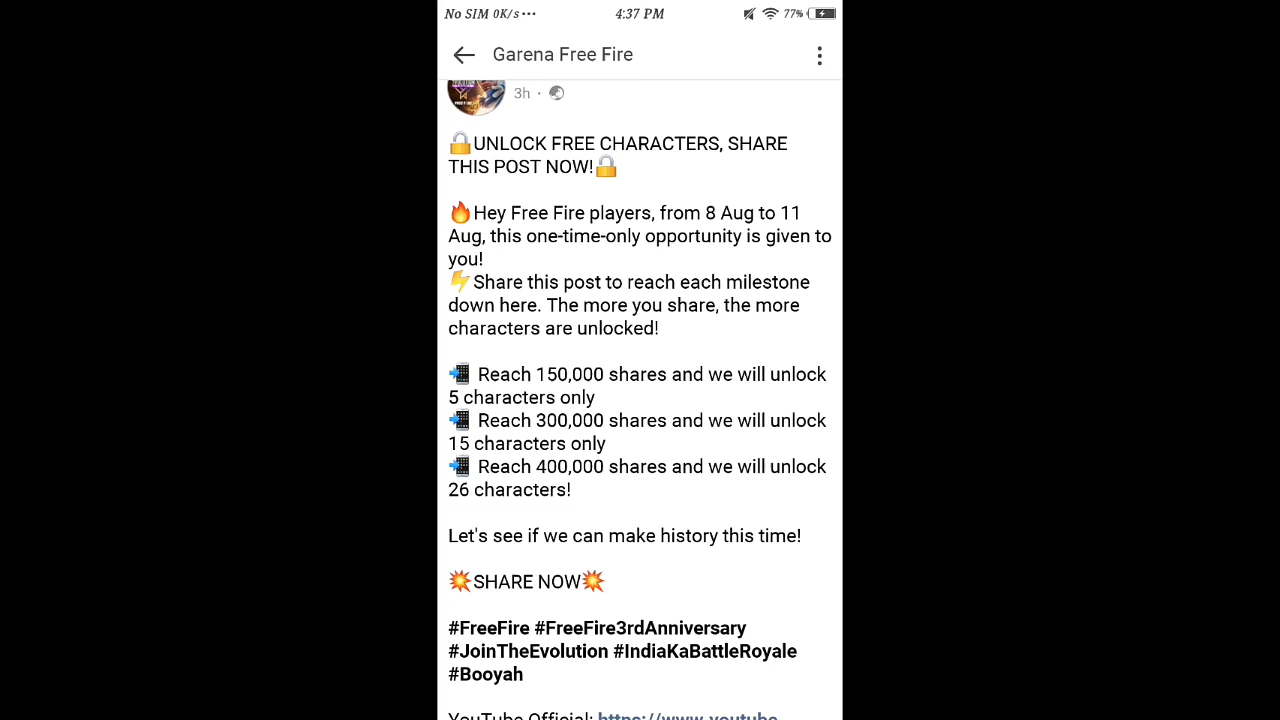 No SIM 0K/s... 4:37 PM 77%
Garena Free Fire
3h ·
🔒UNLOCK FREE CHARACTERS, SHARE
THIS POST NOW!🔒
🔥Hey Free Fire players, from 8 Aug to 11
Aug, this one-time-only opportunity is given to
you!
⚡Share this post to reach each milestone
down here. The more you share, the more
characters are unlocked!
📲 Reach 150,000 shares and we will unlock
5 characters only
📲 Reach 300,000 shares and we will unlock
15 characters only
📲 Reach 400,000 shares and we will unlock
26 characters!
Let's see if we can make history this time!
💥SHARE NOW💥
#FreeFire #FreeFire3rdAnniversary
#JoinTheEvolution #IndiaKaBattleRoyale
#Booyah
YouTube Official: https://www.youtube.